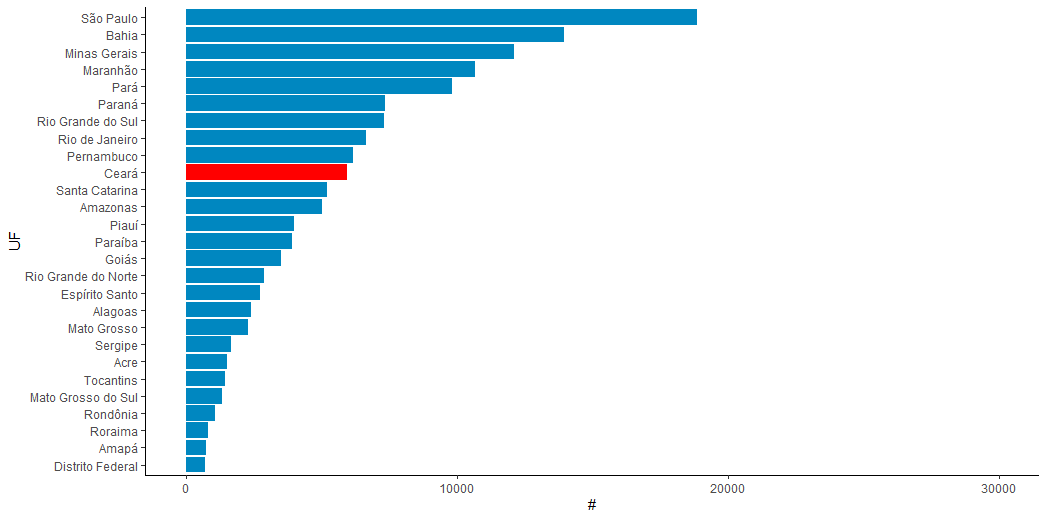 São Paulo
Bahia
Minas Gerais
Maranhão
Pará
Paraná
Rio Grande do Sul
Rio de Janeiro
Pernambuco
Ceará
Santa Catarina
Amazonas
Piauí
Paraíba
Goiás
Rio Grande do Norte
Espírito Santo
Alagoas
Mato Grosso
Sergipe
Acre
Tocantins
Mato Grosso do Sul
Rondônia
Roraima
Amapá
Distrito Federal
UF
0 10000 20000 30000
#